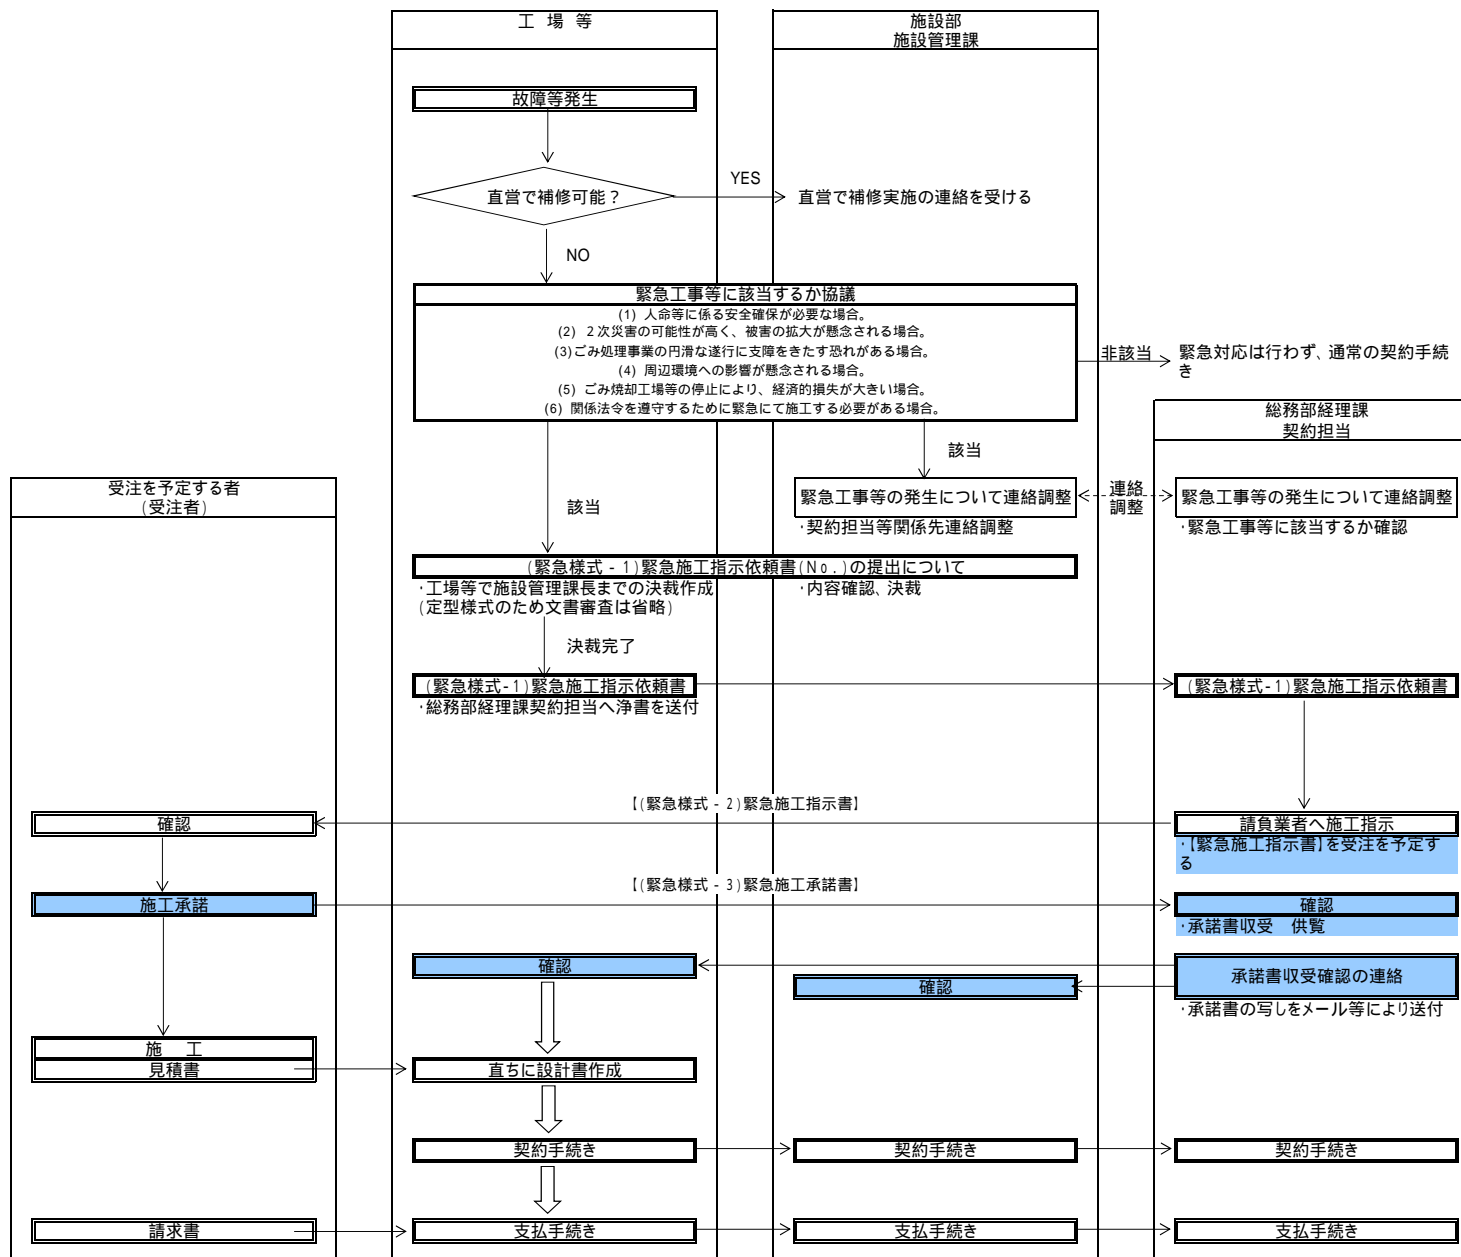 工 場 等
施設部
施設管理課
故障等発生
直営で補修可能？
YES
直営で補修実施の連絡を受ける
NO
緊急工事等に該当するか協議
(1) 人命等に係る安全確保が必要な場合。
(2) ２次災害の可能性が高く、被害の拡大が懸念される場合。
(3)ごみ処理事業の円滑な遂行に支障をきたす恐れがある場合。
(4) 周辺環境への影響が懸念される場合。
(5) ごみ焼却工場等の停止により、経済的損失が大きい場合。
(6) 関係法令を遵守するために緊急にて施工する必要がある場合。
非該当
緊急対応は行わず、通常の契約手続
き
総務部経理課
契約担当
該当
受注を予定する者
(受注者)
該当
緊急工事等の発生について連絡調整
連絡
調整
緊急工事等の発生について連絡調整
・契約担当等関係先連絡調整
・緊急工事等に該当するか確認
(緊急様式-1)緊急施工指示依頼書(No.)の提出について
・工場等で施設管理課長までの決裁作成
(定型様式のため文書審査は省略)
・内容確認、決裁
決裁完了
(緊急様式-1)緊急施工指示依頼書
(緊急様式-1)緊急施工指示依頼書
・総務部経理課契約担当へ浄書を送付
【(緊急様式-2)緊急施工指示書】
確認
請負業者へ施工指示
・【緊急施工指示書】を受注を予定す
る
【(緊急様式-3)緊急施工承諾書】
施工承諾
確認
・承諾書収受　供覧
確認
承諾書収受確認の連絡
確認
・承諾書の写しをメール等により送付
施　工
見積書
直ちに設計書作成
契約手続き
契約手続き
契約手続き
請求書
支払手続き
支払手続き
支払手続き